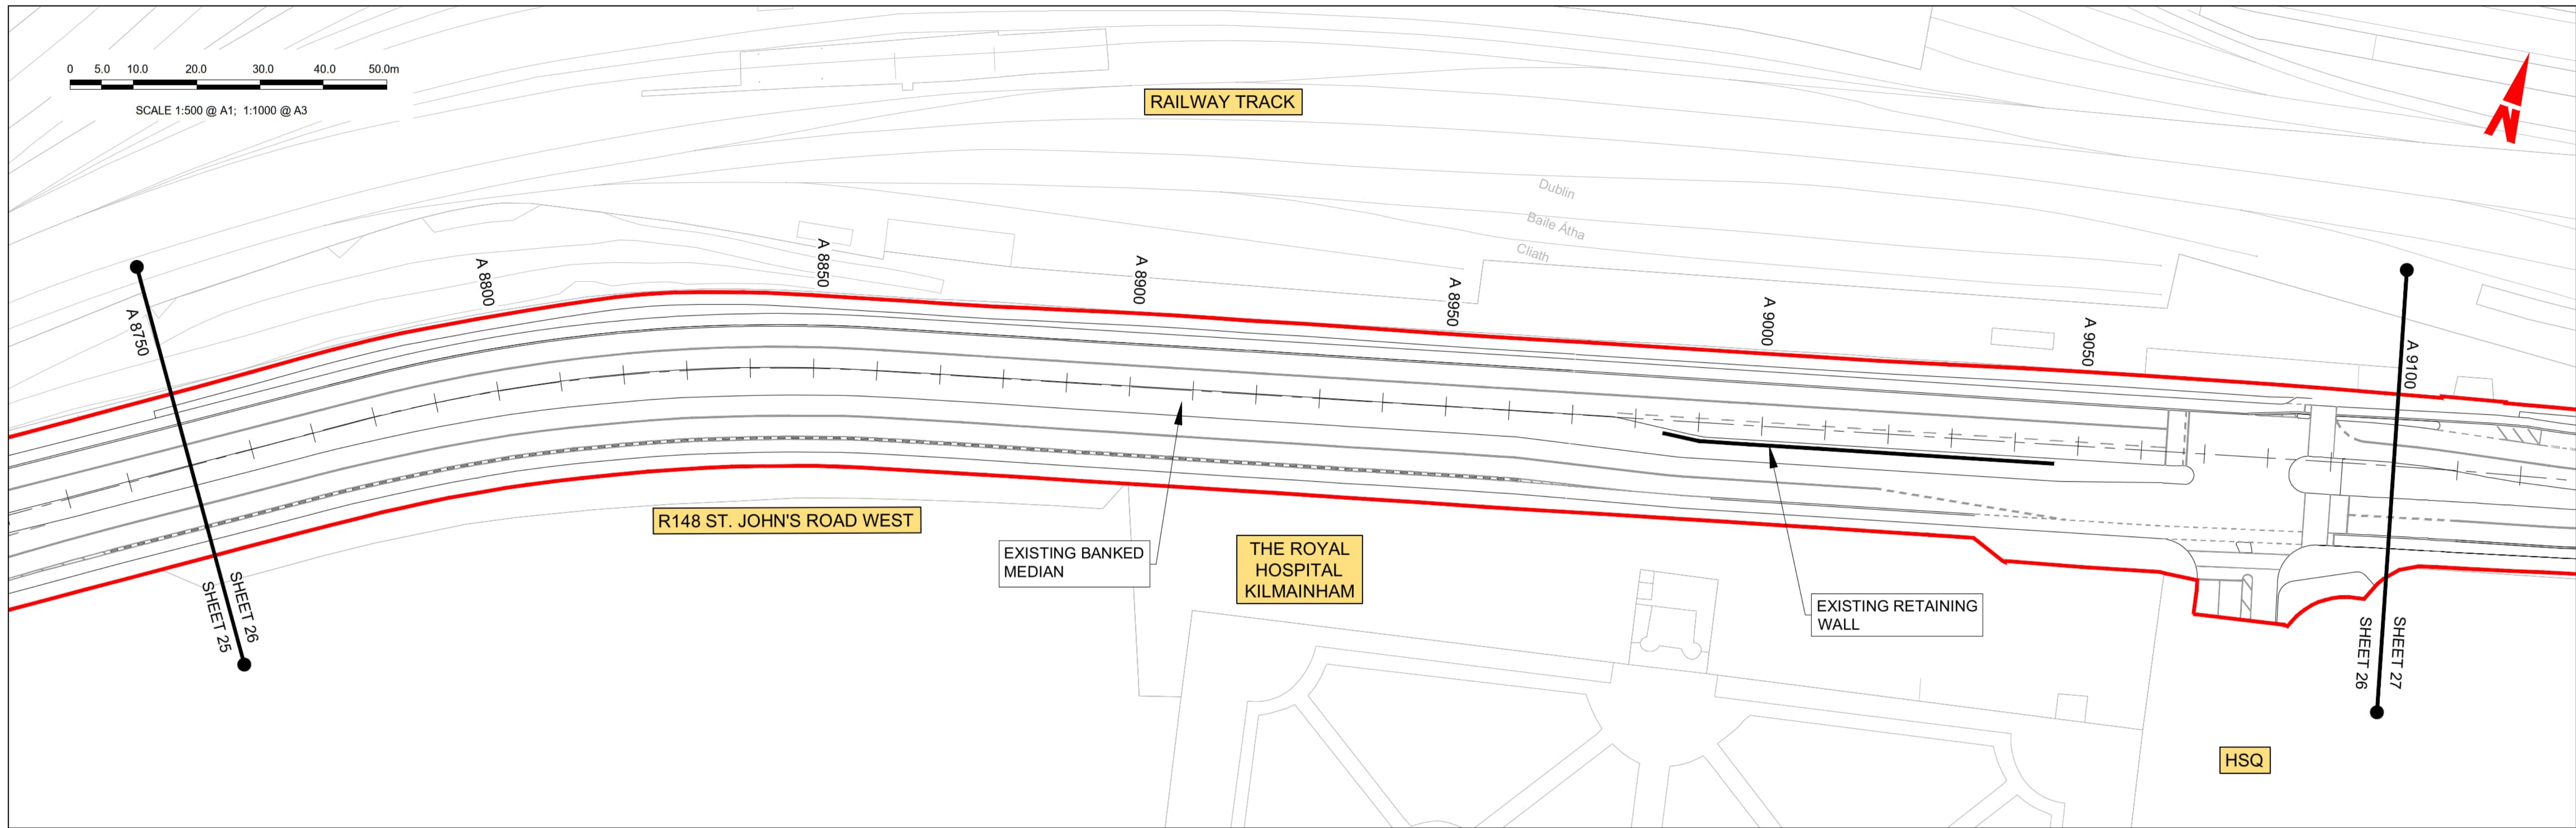 0 5.0 10.0 20.0 30.0 40.0 50.0m
SCALE 1:500 @ A1; 1:1000 @ A3
RAILWAY TRACK
N
Dublin
Baile Átha
Cliath
A 8750
A 8800
A 8850
A 8900
A 8950
A 9000
A 9050
A 9100
R148 ST. JOHN'S ROAD WEST
EXISTING BANKED
MEDIAN
THE ROYAL
HOSPITAL
KILMAINHAM
EXISTING RETAINING
WALL
SHEET 26
SHEET 25
SHEET 27
SHEET 26
HSQ